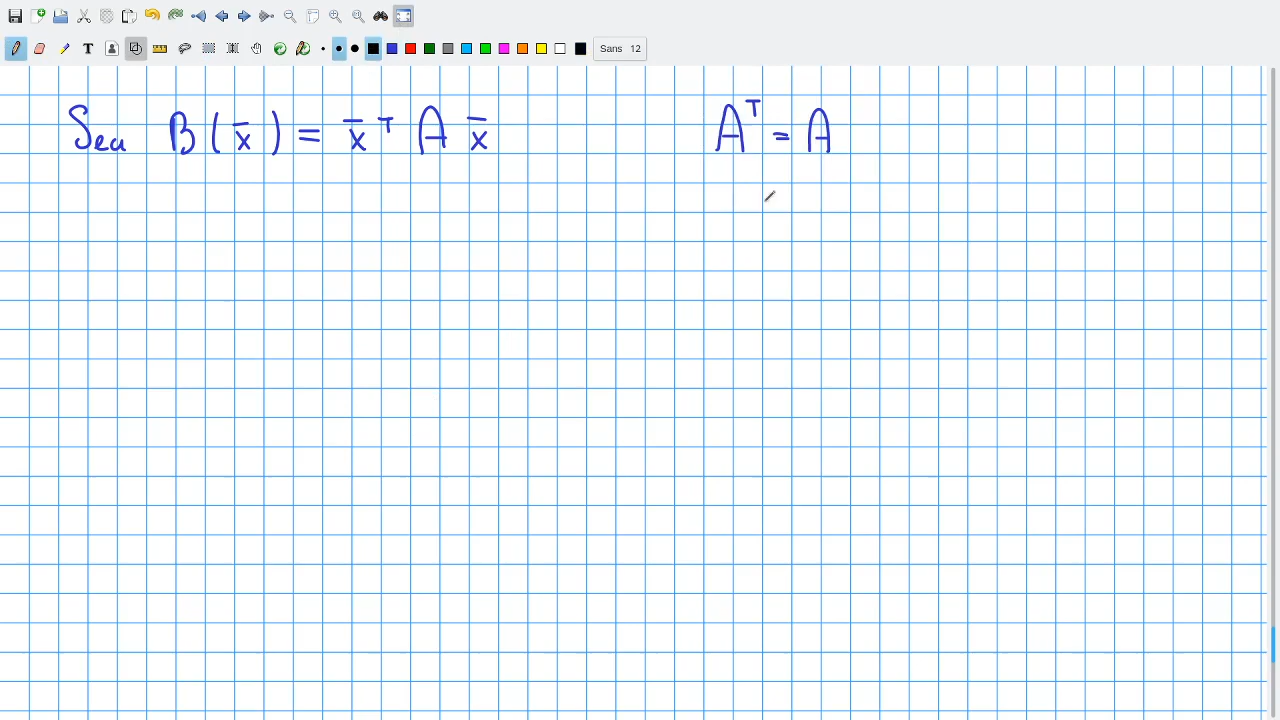 Sans 12
Sea B(x̄) = x̄ᵀ A x̄ Aᵀ = A